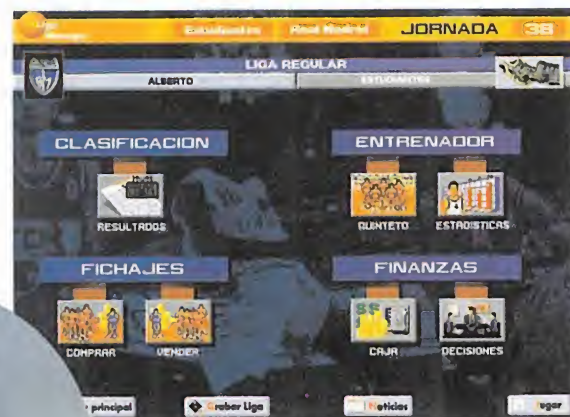 Estudiantes Real Madrid JORNADA 38
LIGA REGULAR
ALBERTO ESTUDIANTES
CLASIFICACION ENTRENADOR
RESULTADOS QUINTETO ESTADISTICAS
FICHAJES FINANZAS
COMPRAR VENDER CAJA DECISIONES
principal Grabar Liga Noticias